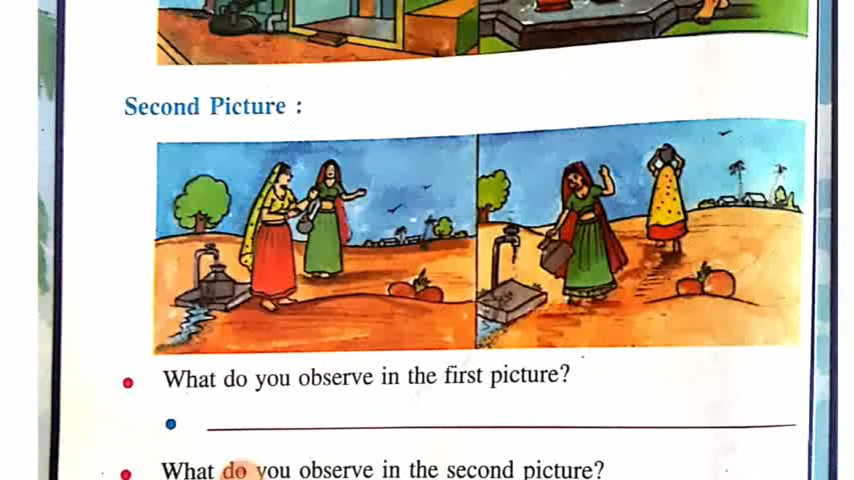 Second Picture :
What do you observe in the first picture?
What do you observe in the second picture?